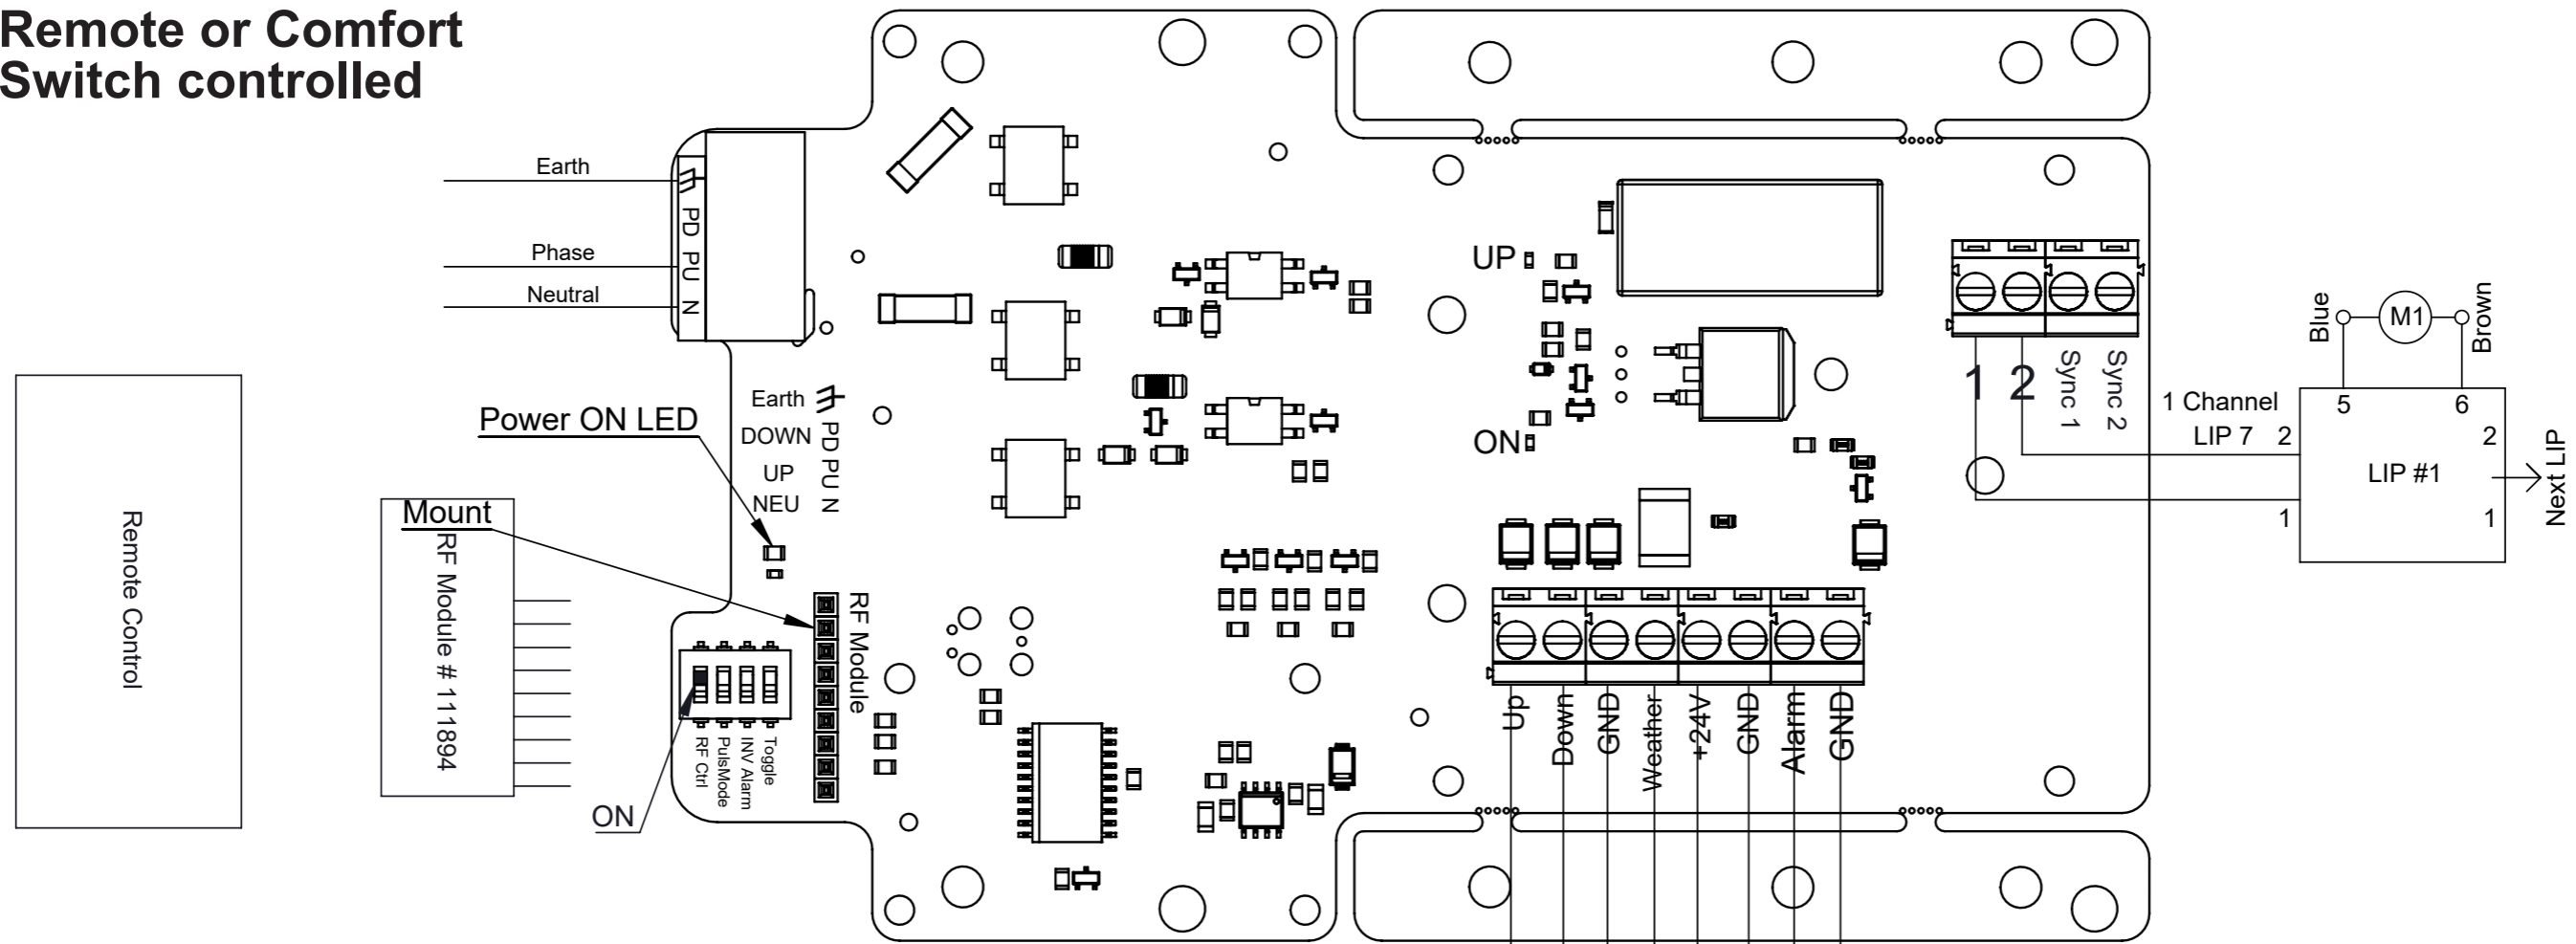 Remote or Comfort
Switch controlled
Earth
Phase
Neutral
PD PU N
Earth
DOWN
UP
NEU
PD PU N
Power ON LED
Mount
Remote Control
RF Module # 111894
RF Module
RF Ctrl
PulsMode
INV Alarm
Toggle
ON
UP
ON
1
2
Sync 1
Sync 2
Up
Down
GND
Weather
+24V
GND
Alarm
GND
Blue
M1
Brown
1 Channel
LIP 7
5
6
2
2
LIP #1
1
1
Next LIP